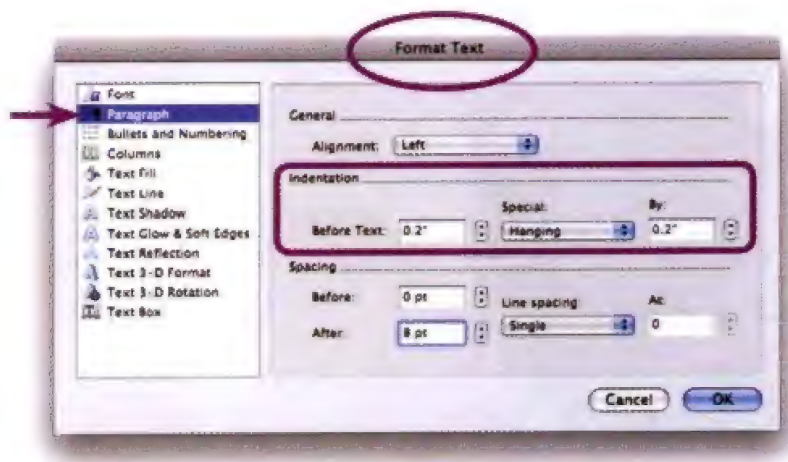 Format Text
Font
Paragraph
Bullets and Numbering
Columns
Text Fill
Text Line
Text Shadow
Text Glow & Soft Edges
Text Reflection
Text 3-D Format
Text 3-D Rotation
Text Box
General
Alignment: Left
Indentation
Special: By:
Before Text: 0.2" Hanging 0.2"
Spacing
Before: 0 pt Line spacing At:
After: 8 pt Single 0
Cancel OK